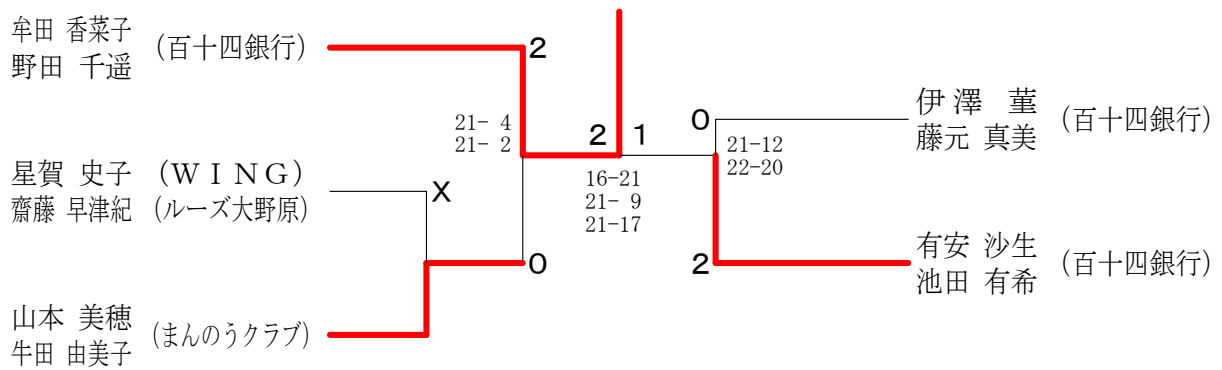 牟田 香菜子
野田 千遥
(百十四銀行)
2
21- 4
21- 2
星賀 史子 (ＷＩＮＧ)
齋藤 早津紀 (ルーズ大野原)
X
0
山本 美穂
牛田 由美子
(まんのうクラブ)
2 1
16-21
21- 9
21-17
0
21-12
22-20
2
伊澤 菫
藤元 真美
(百十四銀行)
有安 沙生
池田 有希
(百十四銀行)